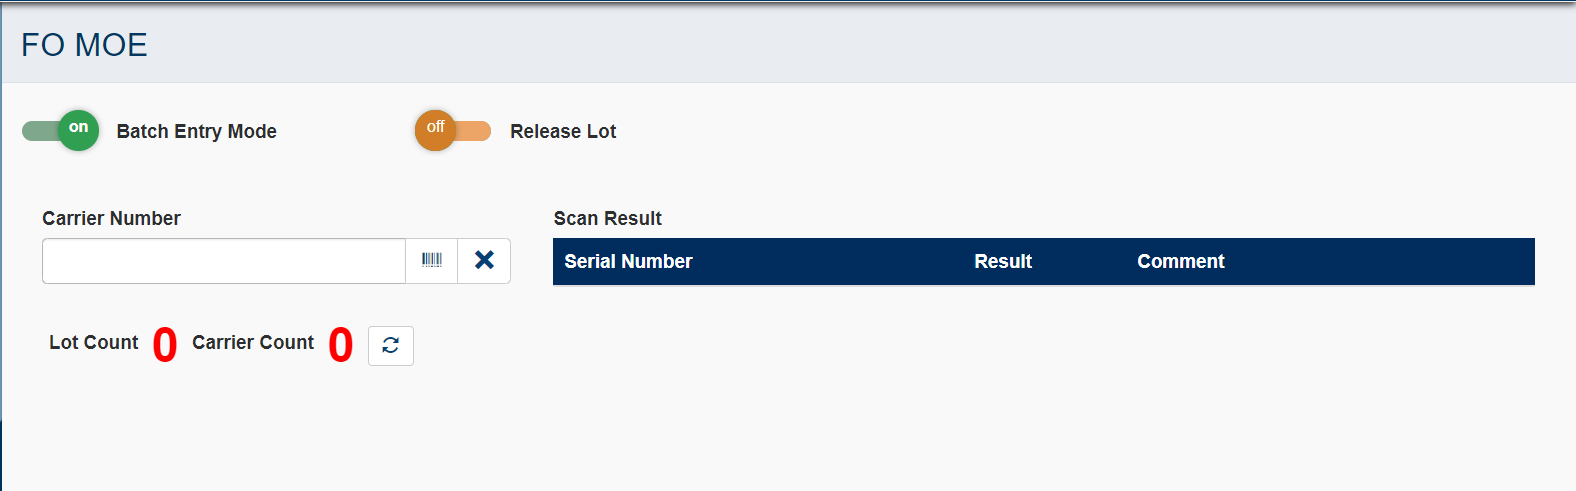 FO MOE
on Batch Entry Mode off Release Lot
Carrier Number
Scan Result
Serial Number Result Comment
Lot Count 0 Carrier Count 0